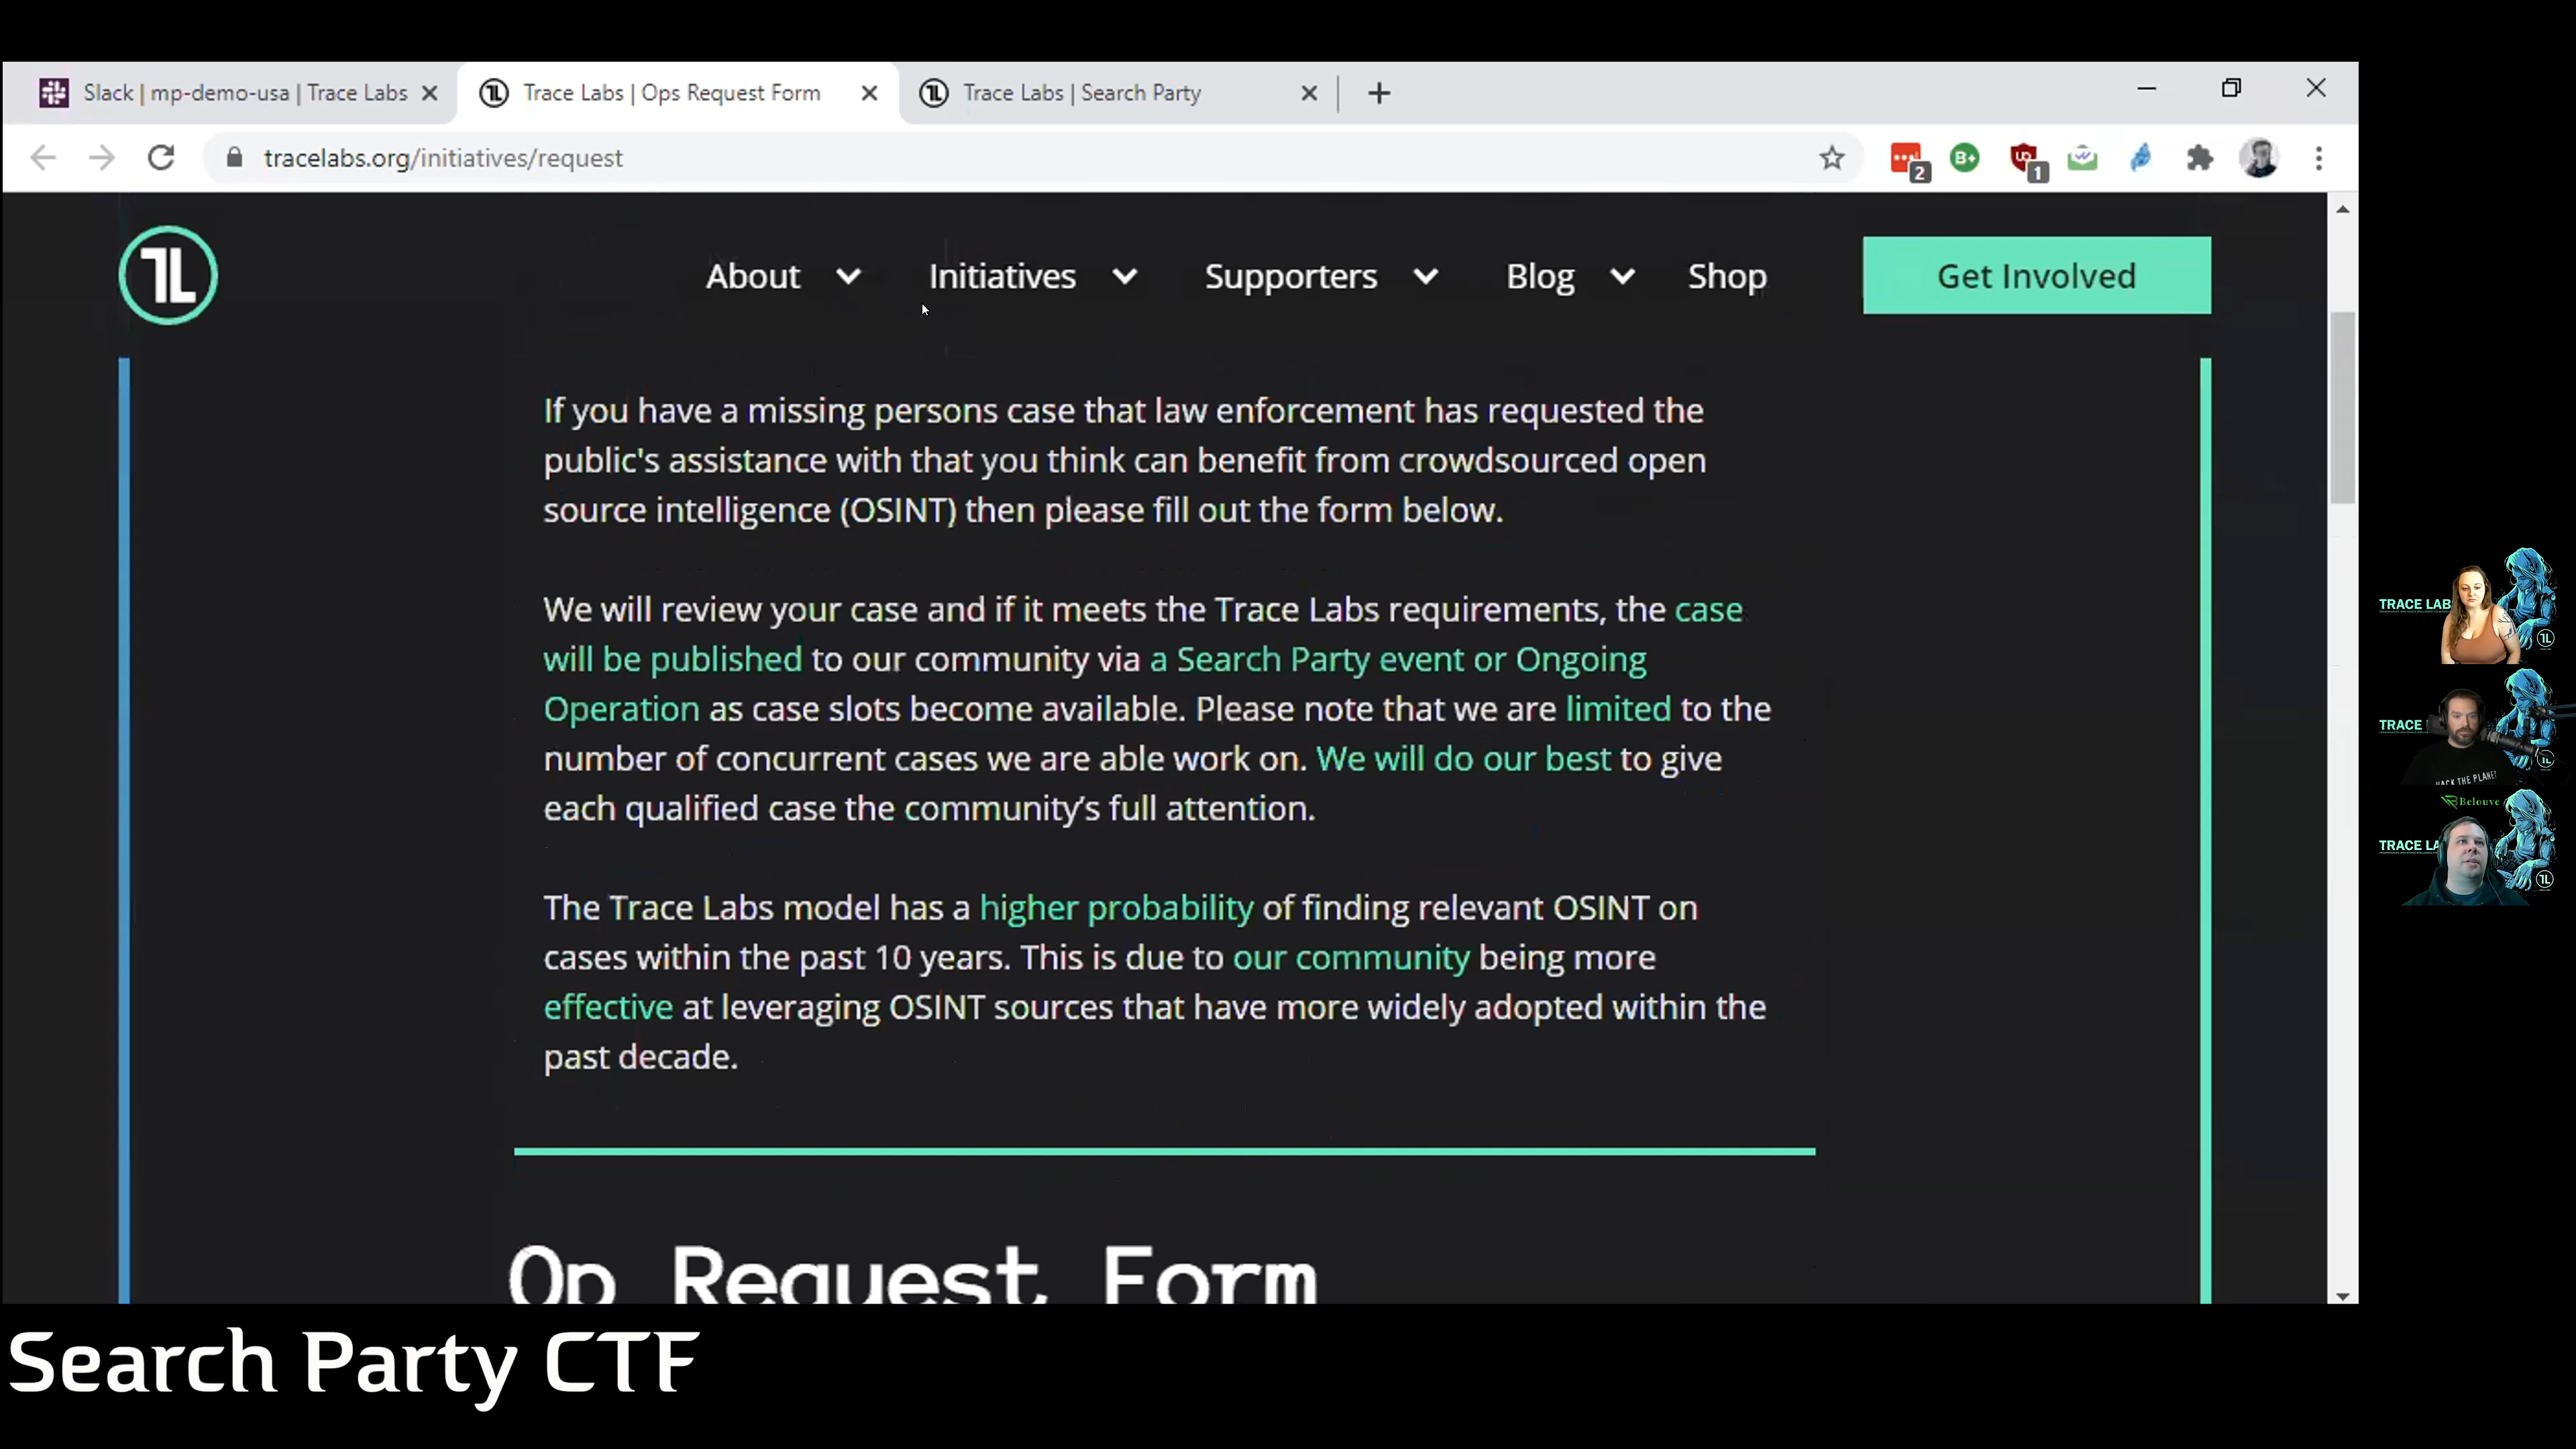 Slack | mp-demo-usa | Trace Labs
Trace Labs | Ops Request Form
Trace Labs | Search Party
tracelabs.org/initiatives/request
2
B+
1
TL
About
Initiatives
Supporters
Blog
Shop
Get Involved
If you have a missing persons case that law enforcement has requested the
public's assistance with that you think can benefit from crowdsourced open
source intelligence (OSINT) then please fill out the form below.
We will review your case and if it meets the Trace Labs requirements, the case
will be published to our community via a Search Party event or Ongoing
Operation as case slots become available. Please note that we are limited to the
number of concurrent cases we are able work on. We will do our best to give
each qualified case the community’s full attention.
The Trace Labs model has a higher probability of finding relevant OSINT on
cases within the past 10 years. This is due to our community being more
effective at leveraging OSINT sources that have more widely adopted within the
past decade.
Op Request Form
TRACE LAB
TRACE
HACK THE PLANET
Belouve
TRACE LA
Search Party CTF